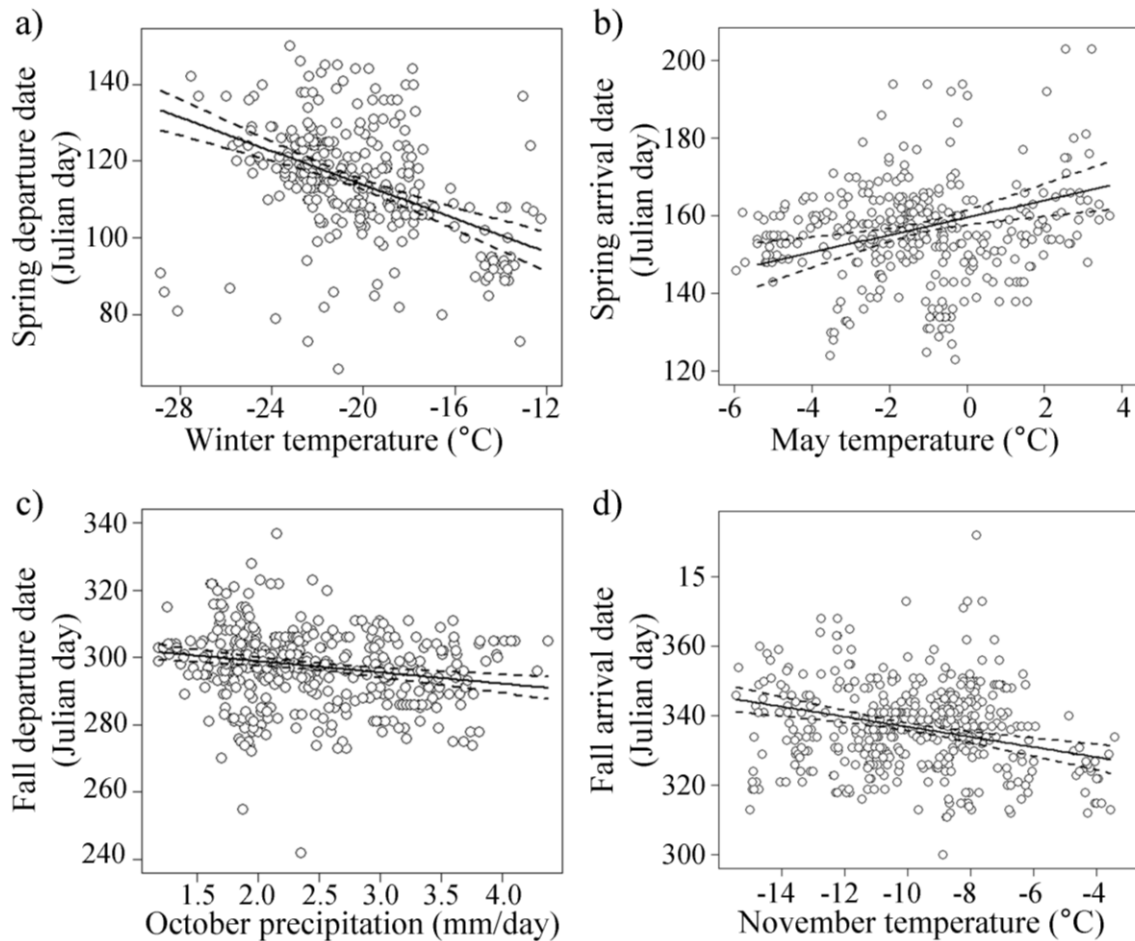 a)
Spring departure date
(Julian day)
140
120
100
80
-28
-24
-20
-16
-12
Winter temperature (°C)
b)
Spring arrival date
(Julian day)
200
180
160
140
120
-6
-4
-2
0
2
4
May temperature (°C)
c)
Fall departure date
(Julian day)
340
320
300
280
260
240
1.5
2.0
2.5
3.0
3.5
4.0
October precipitation (mm/day)
d)
Fall arrival date
(Julian day)
15
360
340
320
300
-14
-12
-10
-8
-6
-4
November temperature (°C)